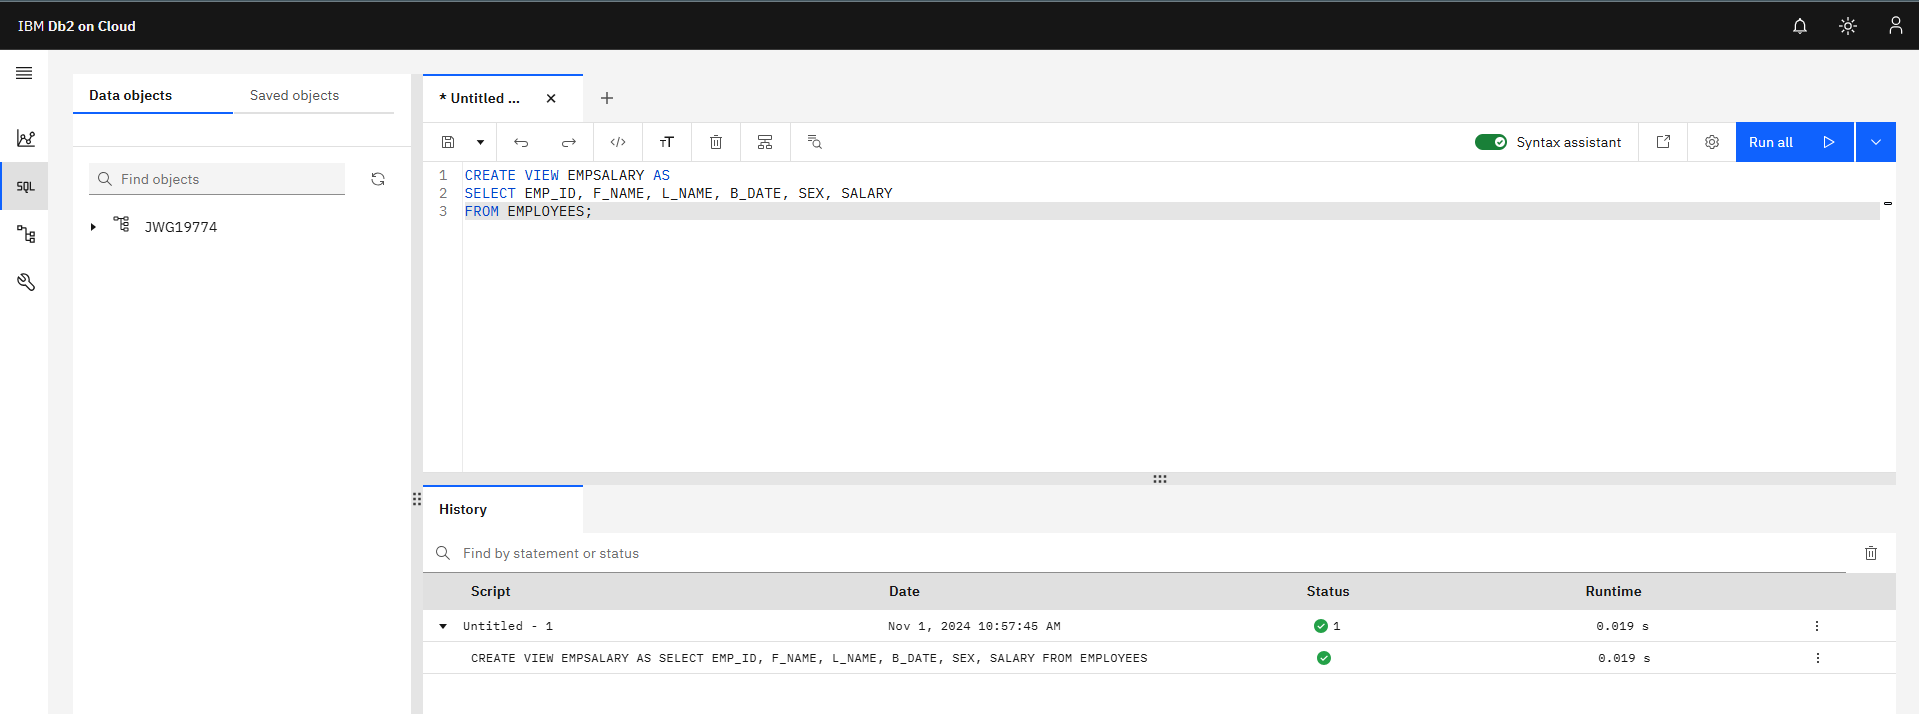 IBM Db2 on Cloud
Data objects
Saved objects
* Untitled ...
SQL
Find objects
JWG19774
</>
TT
Syntax assistant
Run all
1 CREATE VIEW EMPSALARY AS
2 SELECT EMP_ID, F_NAME, L_NAME, B_DATE, SEX, SALARY
3 FROM EMPLOYEES;
History
Find by statement or status
Script Date Status Runtime
Untitled - 1 Nov 1, 2024 10:57:45 AM 1 0.019 s
CREATE VIEW EMPSALARY AS SELECT EMP_ID, F_NAME, L_NAME, B_DATE, SEX, SALARY FROM EMPLOYEES 0.019 s